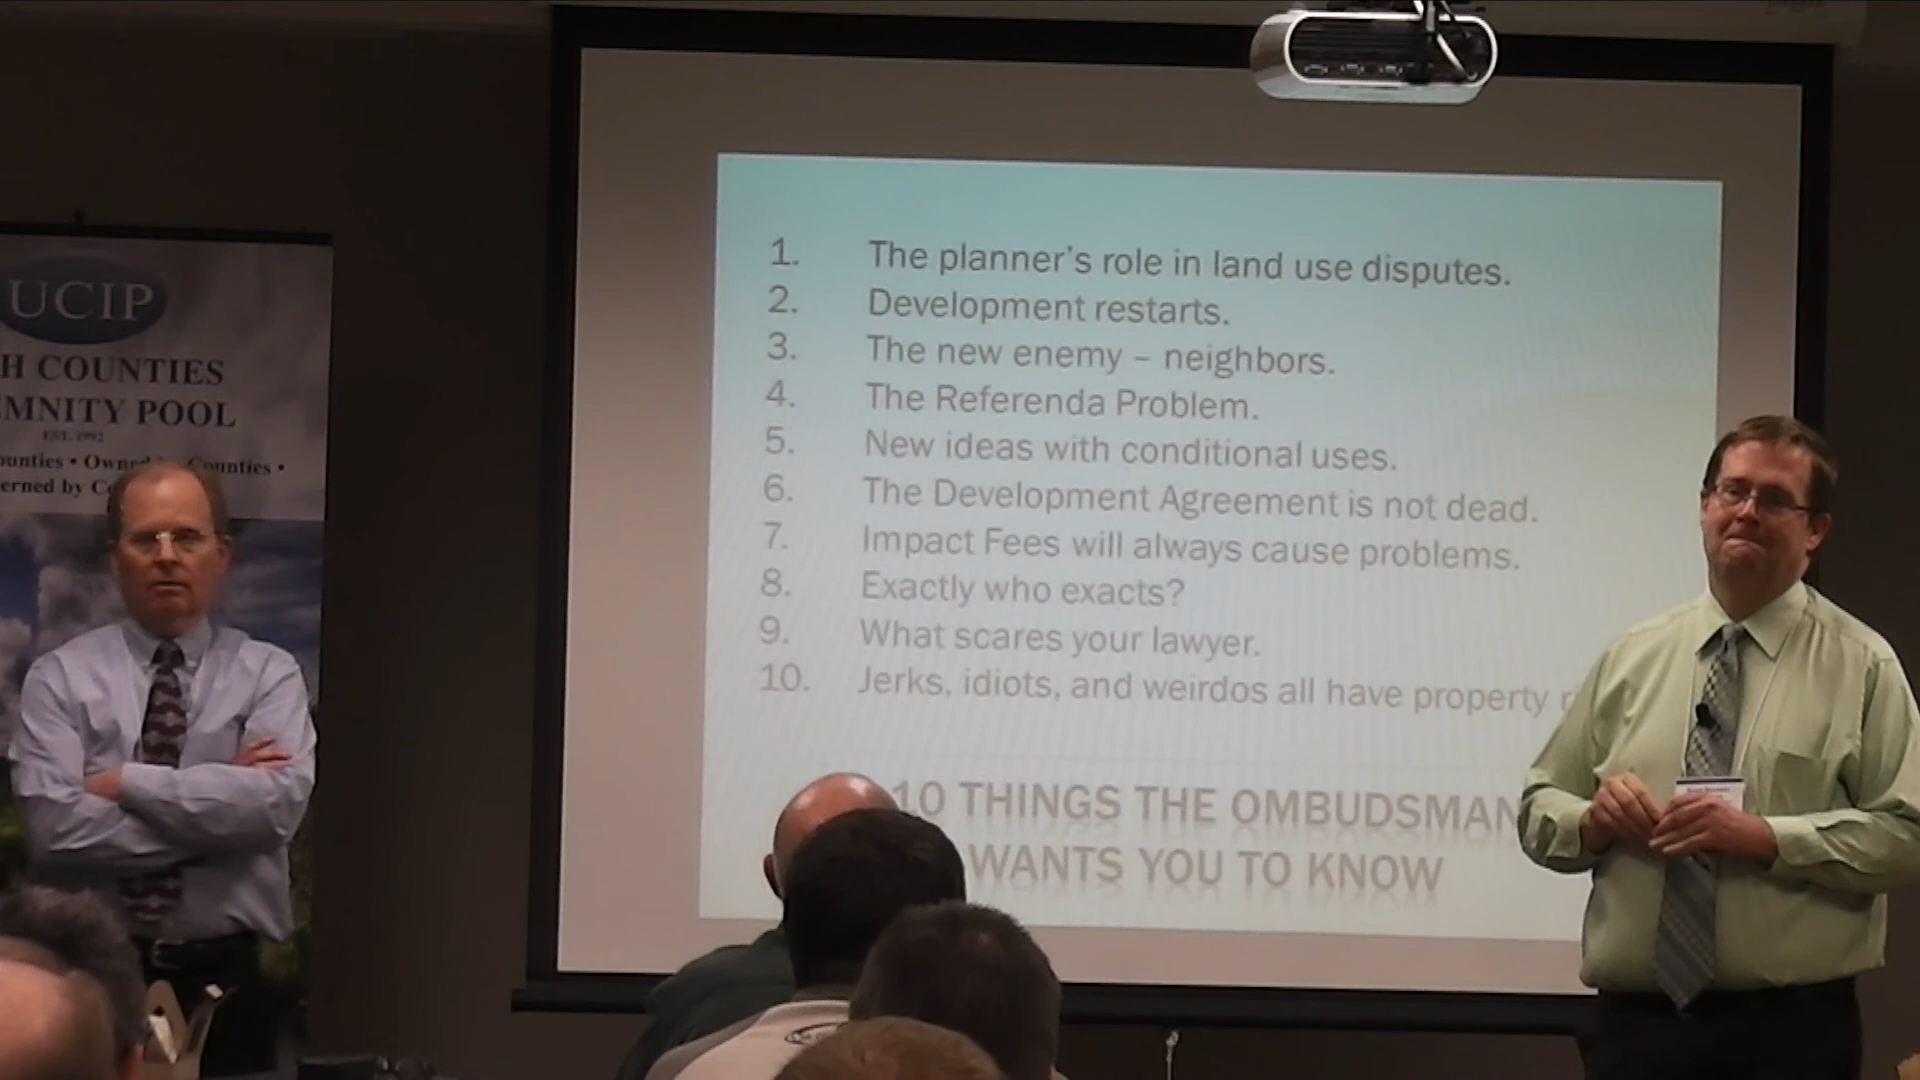 UCIP
H COUNTIES
EMNITY POOL
EST. 1992
ounties • Owned Counties •
erned by Co
1. The planner's role in land use disputes.
2. Development restarts.
3. The new enemy – neighbors.
4. The Referenda Problem.
5. New ideas with conditional uses.
6. The Development Agreement is not dead.
7. Impact Fees will always cause problems.
8. Exactly who exacts?
9. What scares your lawyer.
10. Jerks, idiots, and weirdos all have property r
10 THINGS THE OMBUDSMAN
WANTS YOU TO KNOW